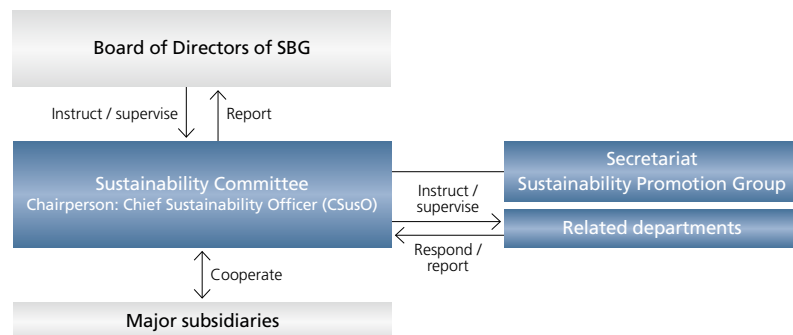 Board of Directors of SBG
Instruct / supervise
Report
Sustainability Committee
Chairperson: Chief Sustainability Officer (CSusO)
Secretariat
Sustainability Promotion Group
Instruct /
supervise
Related departments
Respond /
report
Cooperate
Major subsidiaries